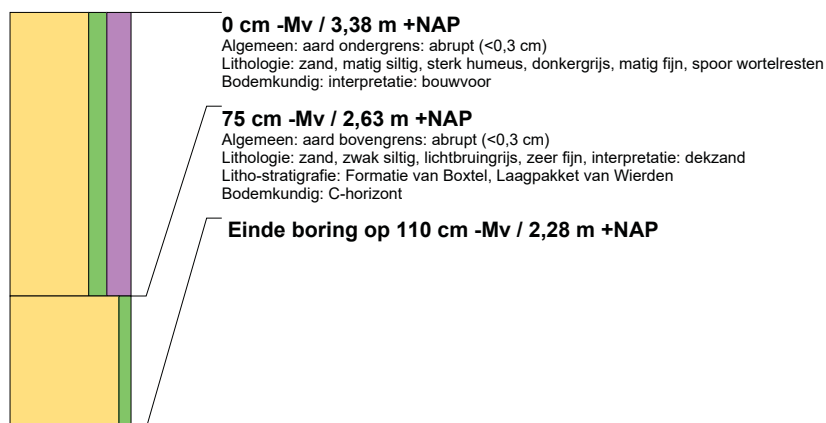 0 cm -Mv / 3,38 m +NAP
Algemeen: aard ondergrens: abrupt (<0,3 cm)
Lithologie: zand, matig siltig, sterk humeus, donkergrijs, matig fijn, spoor wortelresten
Bodemkundig: interpretatie: bouwvoor
75 cm -Mv / 2,63 m +NAP
Algemeen: aard bovengrens: abrupt (<0,3 cm)
Lithologie: zand, zwak siltig, lichtbruingrijs, zeer fijn, interpretatie: dekzand
Litho-stratigrafie: Formatie van Boxtel, Laagpakket van Wierden
Bodemkundig: C-horizont
Einde boring op 110 cm -Mv / 2,28 m +NAP